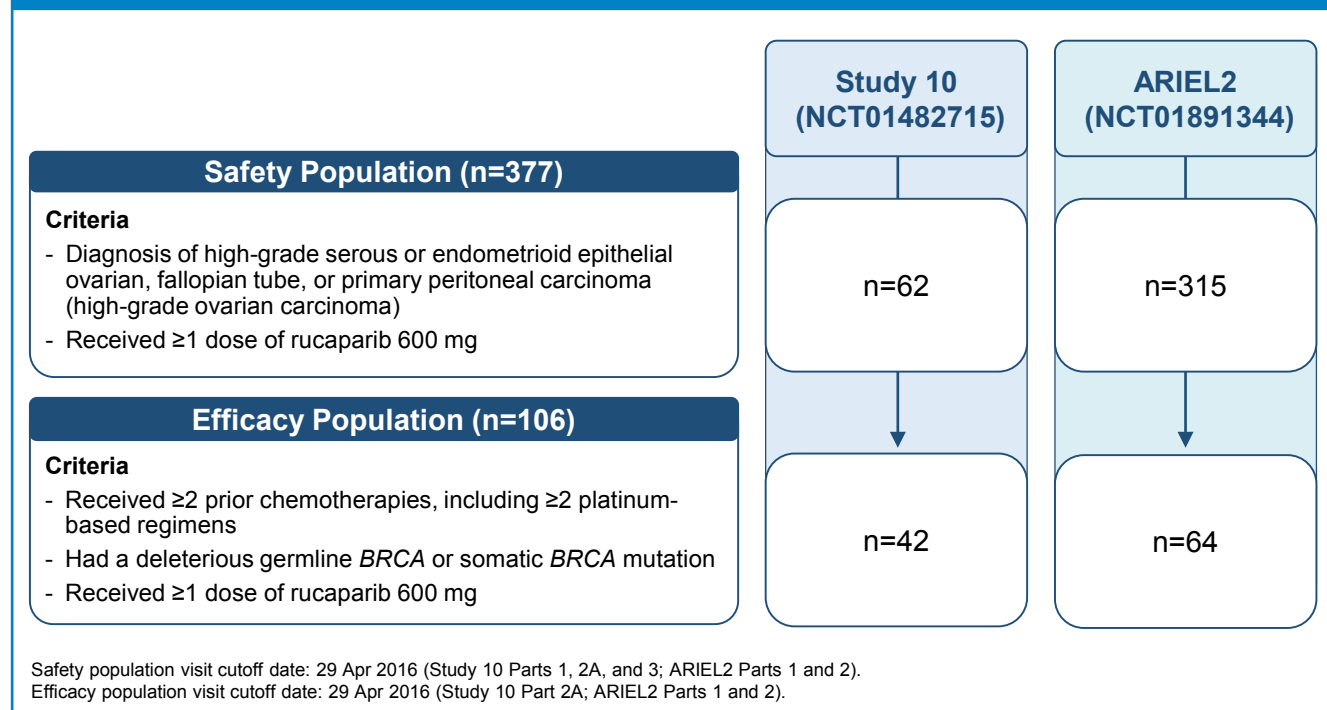 Study 10
(NCT01482715)
ARIEL2
(NCT01891344)
Safety Population (n=377)
Criteria
- Diagnosis of high-grade serous or endometrioid epithelial
ovarian, fallopian tube, or primary peritoneal carcinoma
(high-grade ovarian carcinoma)
- Received ≥1 dose of rucaparib 600 mg
n=62
n=315
Efficacy Population (n=106)
Criteria
- Received ≥2 prior chemotherapies, including ≥2 platinum-
based regimens
- Had a deleterious germline BRCA or somatic BRCA mutation
- Received ≥1 dose of rucaparib 600 mg
n=42
n=64
Safety population visit cutoff date: 29 Apr 2016 (Study 10 Parts 1, 2A, and 3; ARIEL2 Parts 1 and 2).
Efficacy population visit cutoff date: 29 Apr 2016 (Study 10 Part 2A; ARIEL2 Parts 1 and 2).